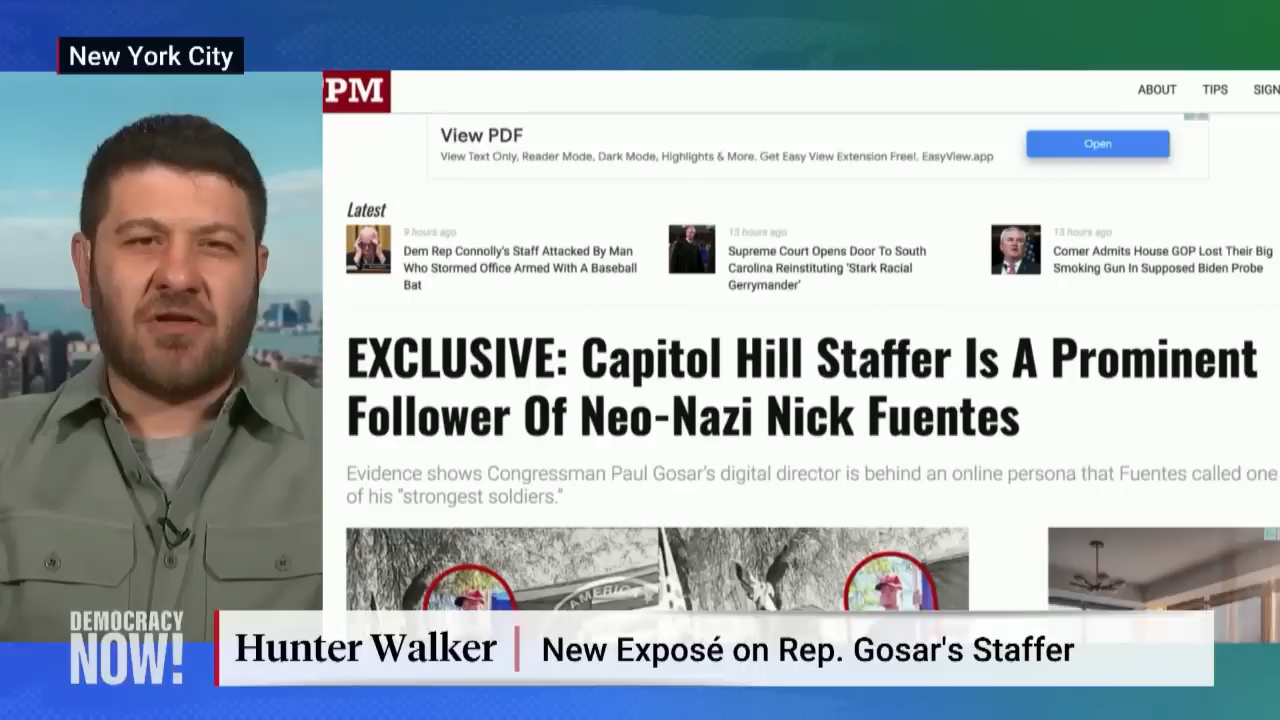 New York City
PM
ABOUT TIPS SIGN
View PDF
View Text Only, Reader Mode, Dark Mode, Highlights & More. Get Easy View Extension Free!. EasyView.app
Open
Latest
9 hours ago
Dem Rep Connolly's Staff Attacked By Man
Who Stormed Office Armed With A Baseball
Bat
13 hours ago
Supreme Court Opens Door To South
Carolina Reinstituting 'Stark Racial
Gerrymander'
13 hours ago
Comer Admits House GOP Lost Their Big
Smoking Gun In Supposed Biden Probe
EXCLUSIVE: Capitol Hill Staffer Is A Prominent
Follower Of Neo-Nazi Nick Fuentes
Evidence shows Congressman Paul Gosar's digital director is behind an online persona that Fuentes called one
of his "strongest soldiers."
AMERICA
DEMOCRACY
NOW!
Hunter Walker | New Exposé on Rep. Gosar's Staffer